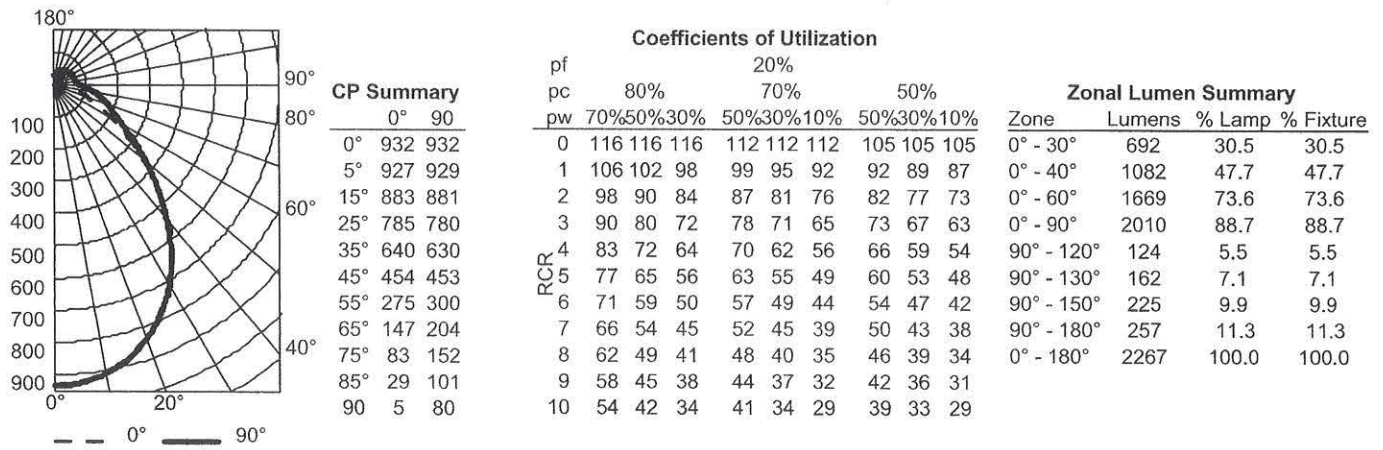 180°
90°
80°
60°
40°
100
200
300
400
500
600
700
800
900
0° 20°
0° 90°
CP Summary
0° 90
0° 932 932
5° 927 929
15° 883 881
25° 785 780
35° 640 630
45° 454 453
55° 275 300
65° 147 204
75° 83 152
85° 29 101
90 5 80
Coefficients of Utilization
pf 20%
pc 80% 70% 50%
pw 70%50%30% 50%30%10% 50%30%10%
RCR
0 116 116 116 112 112 112 105 105 105
1 106 102 98 99 95 92 92 89 87
2 98 90 84 87 81 76 82 77 73
3 90 80 72 78 71 65 73 67 63
4 83 72 64 70 62 56 66 59 54
5 77 65 56 63 55 49 60 53 48
6 71 59 50 57 49 44 54 47 42
7 66 54 45 52 45 39 50 43 38
8 62 49 41 48 40 35 46 39 34
9 58 45 38 44 37 32 42 36 31
10 54 42 34 41 34 29 39 33 29
Zonal Lumen Summary
Zone Lumens % Lamp % Fixture
0° - 30° 692 30.5 30.5
0° - 40° 1082 47.7 47.7
0° - 60° 1669 73.6 73.6
0° - 90° 2010 88.7 88.7
90° - 120° 124 5.5 5.5
90° - 130° 162 7.1 7.1
90° - 150° 225 9.9 9.9
90° - 180° 257 11.3 11.3
0° - 180° 2267 100.0 100.0